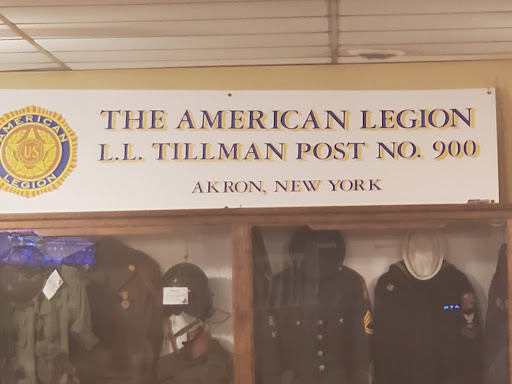 AMERICAN
US
LEGION
THE AMERICAN LEGION
L.L. TILLMAN POST NO. 900
AKRON, NEW YORK